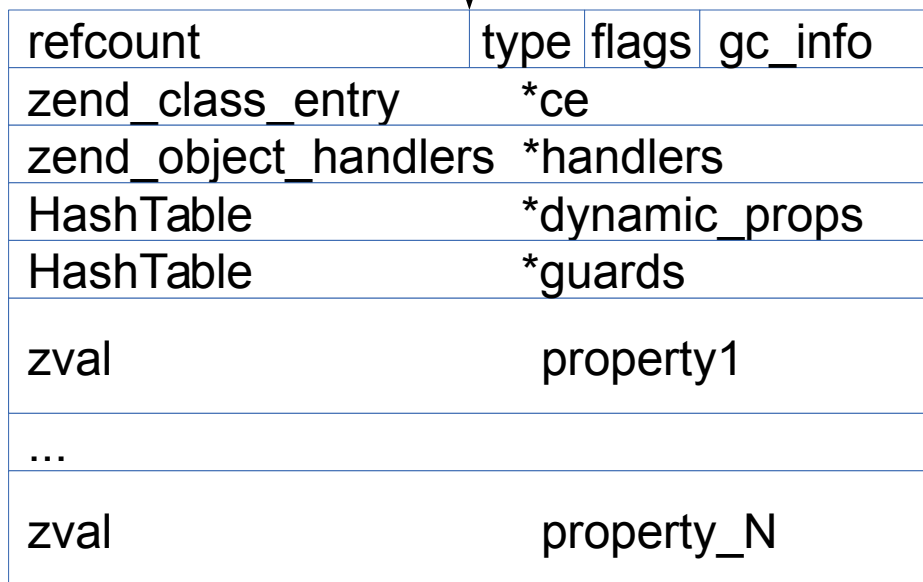 refcount type flags gc_info
zend_class_entry *ce
zend_object_handlers *handlers
HashTable *dynamic_props
HashTable *guards
zval property1
...
zval property_N